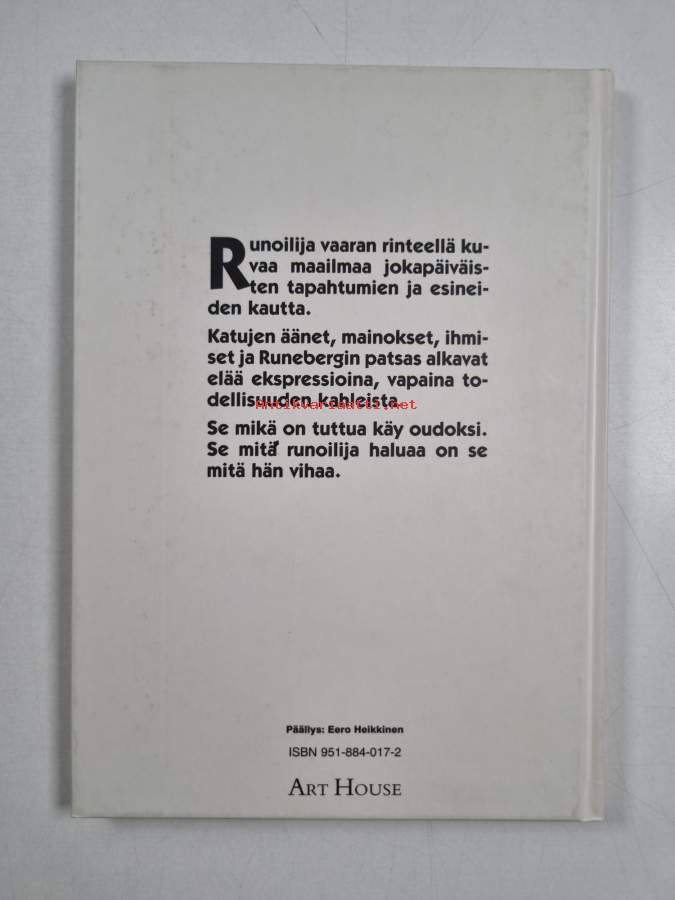 Runoilija vaaran rinteellä ku-
vaa maailmaa jokapäiväis-
ten tapahtumien ja esinei-
den kautta.
Katujen äänet, mainokset, ihmi-
set ja Runebergin patsas alkavat
elää ekspressioina, vapaina to-
dellisuuden kahleista.
Antikvariaatti.net
Se mikä on tuttua käy oudoksi.
Se mitä runoilija haluaa on se
mitä hän vihaa.
Päällys: Eero Heikkinen
ISBN 951-884-017-2
ART HOUSE